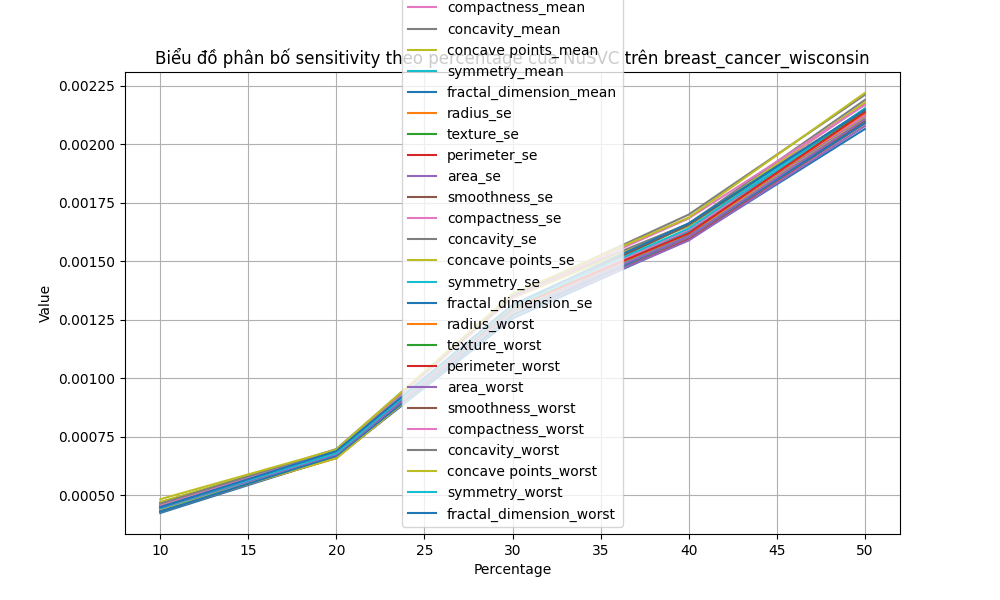 compactness_mean
concavity_mean
concave points_mean
Biểu đồ phân bố sensitivity theo percentage của NuSVC trên breast_cancer_wisconsin
symmetry_mean
fractal_dimension_mean
radius_se
texture_se
perimeter_se
area_se
smoothness_se
compactness_se
concavity_se
concave points_se
symmetry_se
fractal_dimension_se
radius_worst
texture_worst
perimeter_worst
area_worst
smoothness_worst
compactness_worst
concavity_worst
concave points_worst
symmetry_worst
fractal_dimension_worst
0.00225
0.00200
0.00175
0.00150
0.00125
0.00100
0.00075
0.00050
Value
10 15 20 25 30 35 40 45 50
Percentage